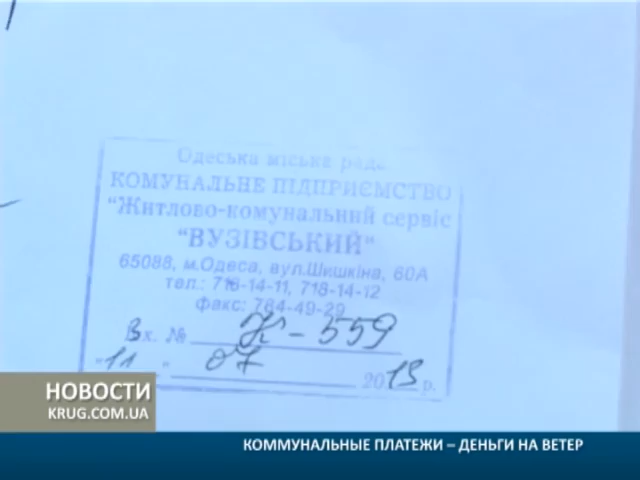 Одеська міське рада
КОМУНАЛЬНЕ ПІДПРИЄМСТВО
"Житлово-комунальний сервіс
"ВУЗІВСЬКИЙ"
65088, м.Одеса, вул.Шишкіна, 60А
тел.: 716-14-11, 718-14-12
факс: 784-49-29
Вх. № К-559
"11" 07 2013 р.
НОВОСТИ
KRUG.COM.UA
КОММУНАЛЬНЫЕ ПЛАТЕЖИ – ДЕНЬГИ НА ВЕТЕР